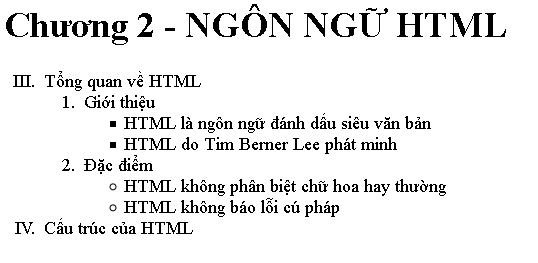 Chương 2 - NGÔN NGỮ HTML
III. Tổng quan về HTML
1. Giới thiệu
▪ HTML là ngôn ngữ đánh dấu siêu văn bản
▪ HTML do Tim Berner Lee phát minh
2. Đặc điểm
○ HTML không phân biệt chữ hoa hay thường
○ HTML không báo lỗi cú pháp
IV. Cấu trúc của HTML